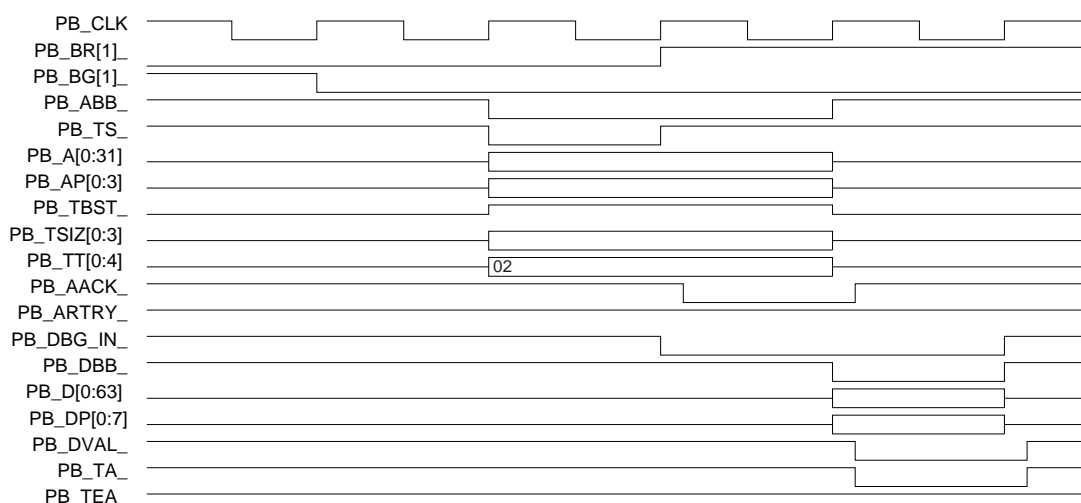 PB_CLK
PB_BR[1]_
PB_BG[1]_
PB_ABB_
PB_TS_
PB_A[0:31]
PB_AP[0:3]
PB_TBST_
PB_TSIZ[0:3]
PB_TT[0:4] 02
PB_AACK_
PB_ARTRY_
PB_DBG_IN_
PB_DBB_
PB_D[0:63]
PB_DP[0:7]
PB_DVAL_
PB_TA_
PB_TEA_